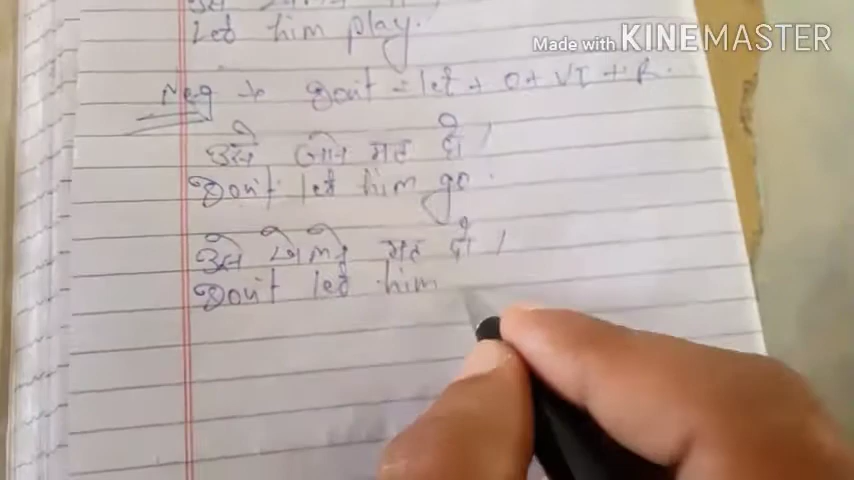 Let him play.
Made with KINEMASTER
Neg → Don't + let + O + V1 + R.
उसे जाने मत दो।
Don't let him go.
उसे खेलने मत दो।
Don't let him